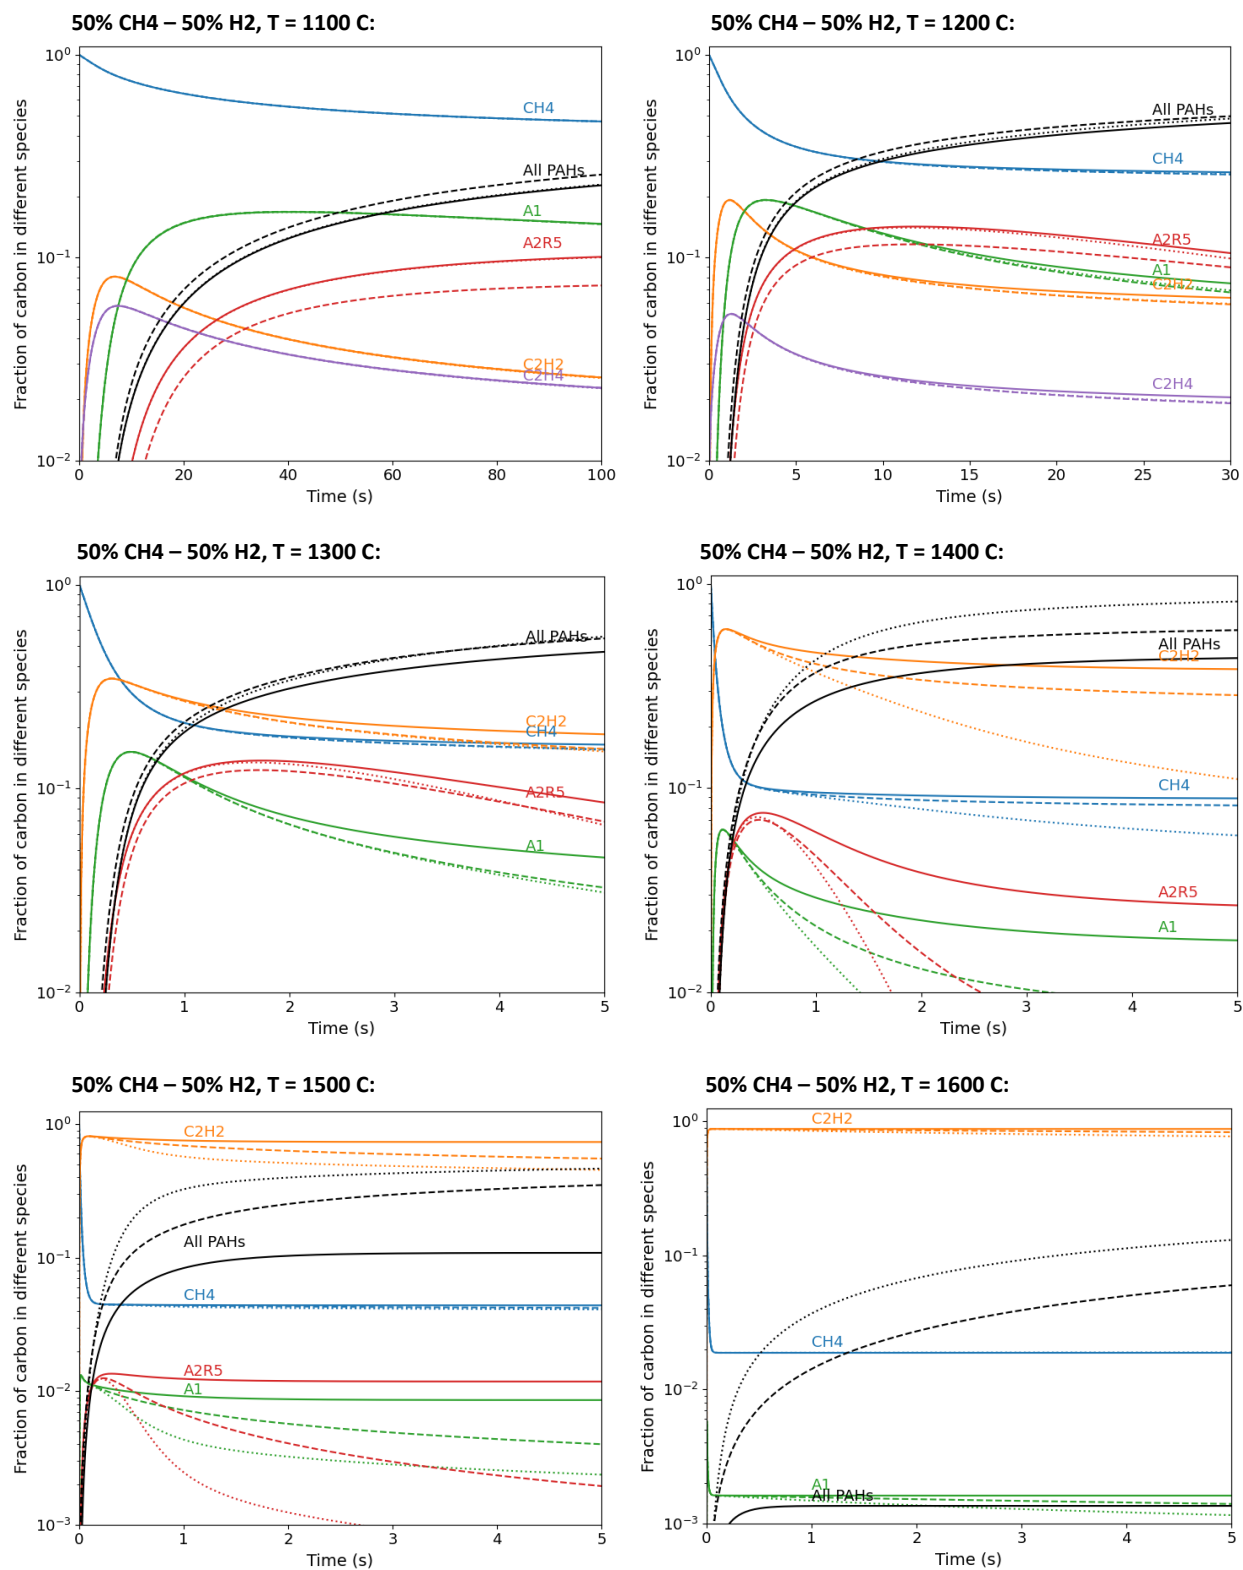 50% CH4 – 50% H2, T = 1100 C:
10⁰
10⁻¹
10⁻²
Fraction of carbon in different species
CH4
All PAHs
A1
A2R5
C2H2
C2H4
0 20 40 60 80 100
Time (s)
50% CH4 – 50% H2, T = 1200 C:
10⁰
10⁻¹
10⁻²
Fraction of carbon in different species
All PAHs
CH4
A2R5
A1
C2H2
C2H4
0 5 10 15 20 25 30
Time (s)
50% CH4 – 50% H2, T = 1300 C:
10⁰
10⁻¹
10⁻²
Fraction of carbon in different species
All PAHs
C2H2
CH4
A2R5
A1
0 1 2 3 4 5
Time (s)
50% CH4 – 50% H2, T = 1400 C:
10⁰
10⁻¹
10⁻²
Fraction of carbon in different species
All PAHs
C2H2
CH4
A2R5
A1
0 1 2 3 4 5
Time (s)
50% CH4 – 50% H2, T = 1500 C:
10⁰
10⁻¹
10⁻²
10⁻³
Fraction of carbon in different species
C2H2
All PAHs
CH4
A2R5
A1
0 1 2 3 4 5
Time (s)
50% CH4 – 50% H2, T = 1600 C:
10⁰
10⁻¹
10⁻²
10⁻³
Fraction of carbon in different species
C2H2
CH4
A1
All PAHs
0 1 2 3 4 5
Time (s)